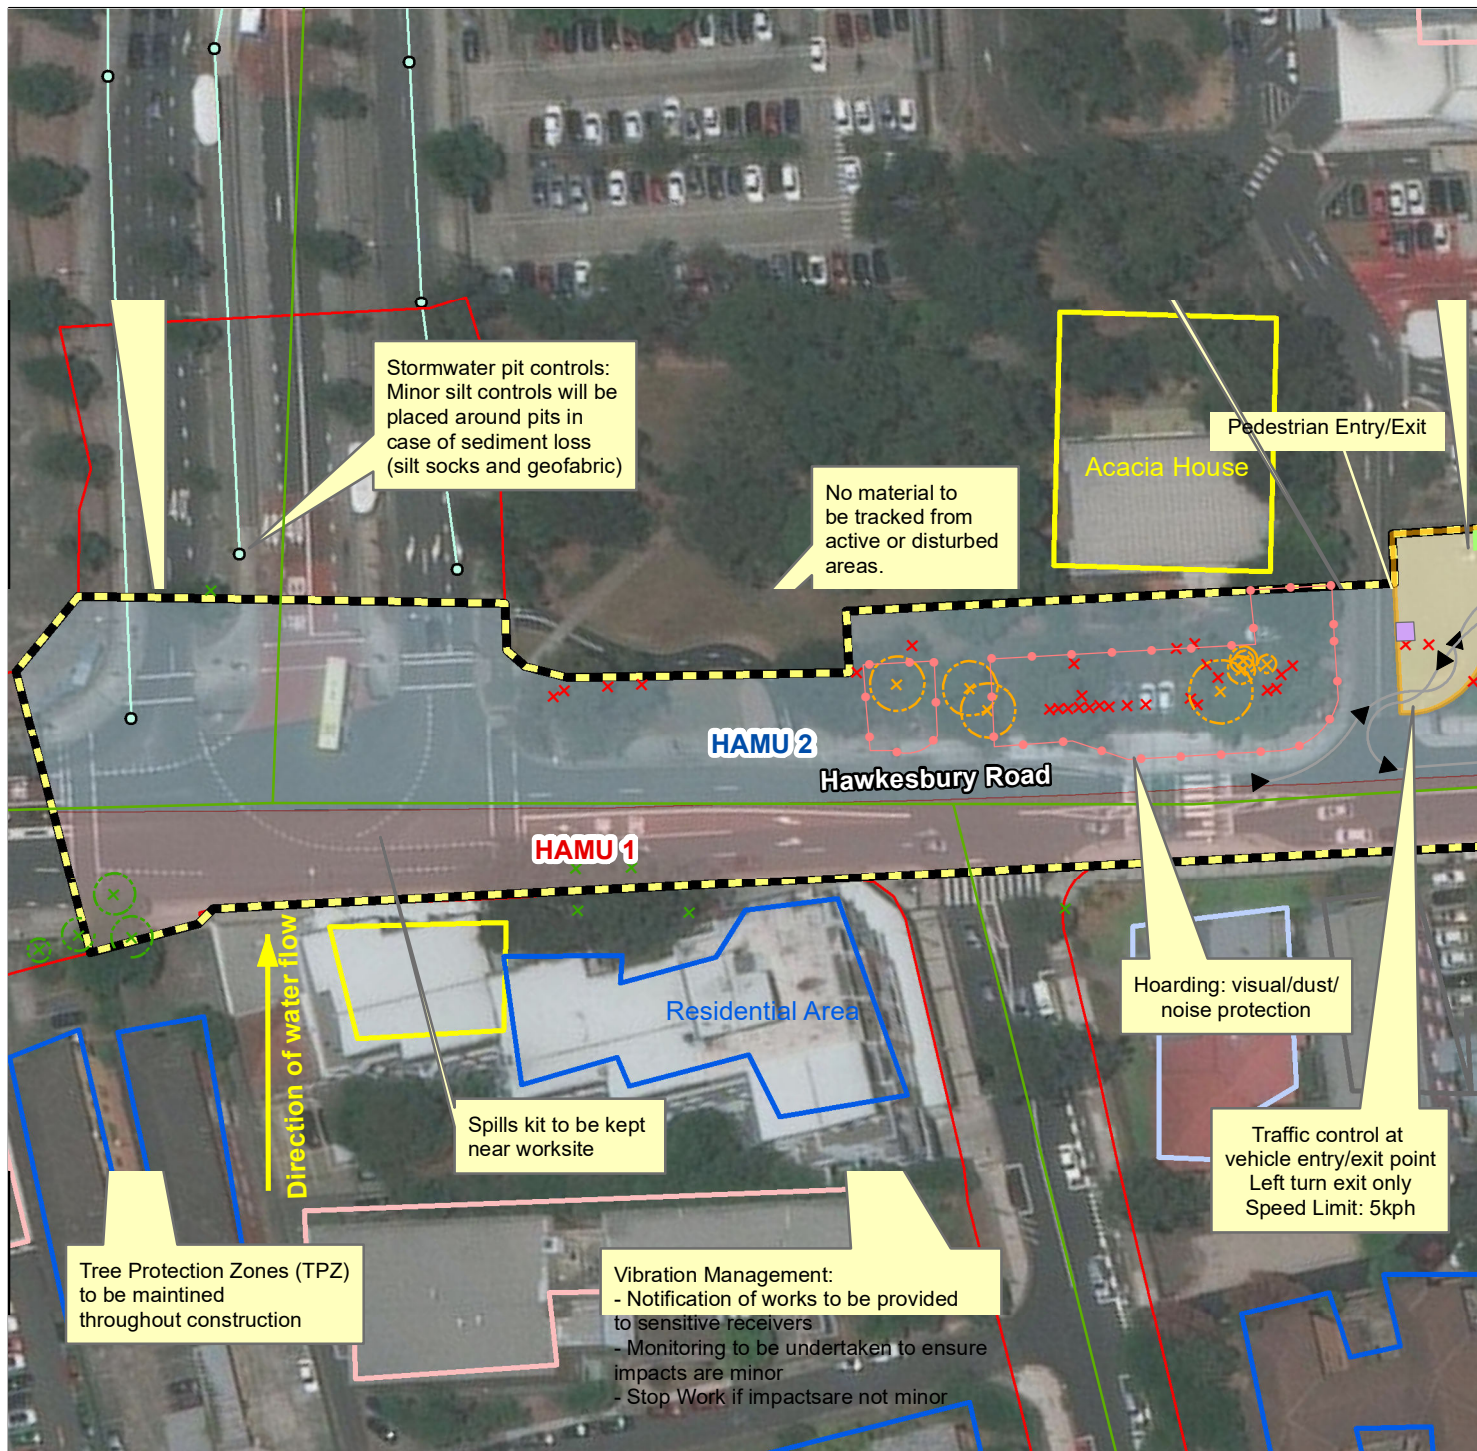 Stormwater pit controls:
Minor silt controls will be
placed around pits in
case of sediment loss
(silt socks and geofabric)
Pedestrian Entry/Exit
Acacia House
No material to
be tracked from
active or disturbed
areas.
HAMU 2
Hawkesbury Road
HAMU 1
Direction of water flow
Residential Area
Hoarding: visual/dust/
noise protection
Spills kit to be kept
near worksite
Traffic control at
vehicle entry/exit point
Left turn exit only
Speed Limit: 5kph
Tree Protection Zones (TPZ)
to be maintined
throughout construction
Vibration Management:
- Notification of works to be provided
to sensitive receivers
- Monitoring to be undertaken to ensure
impacts are minor
- Stop Work if impactsare not minor